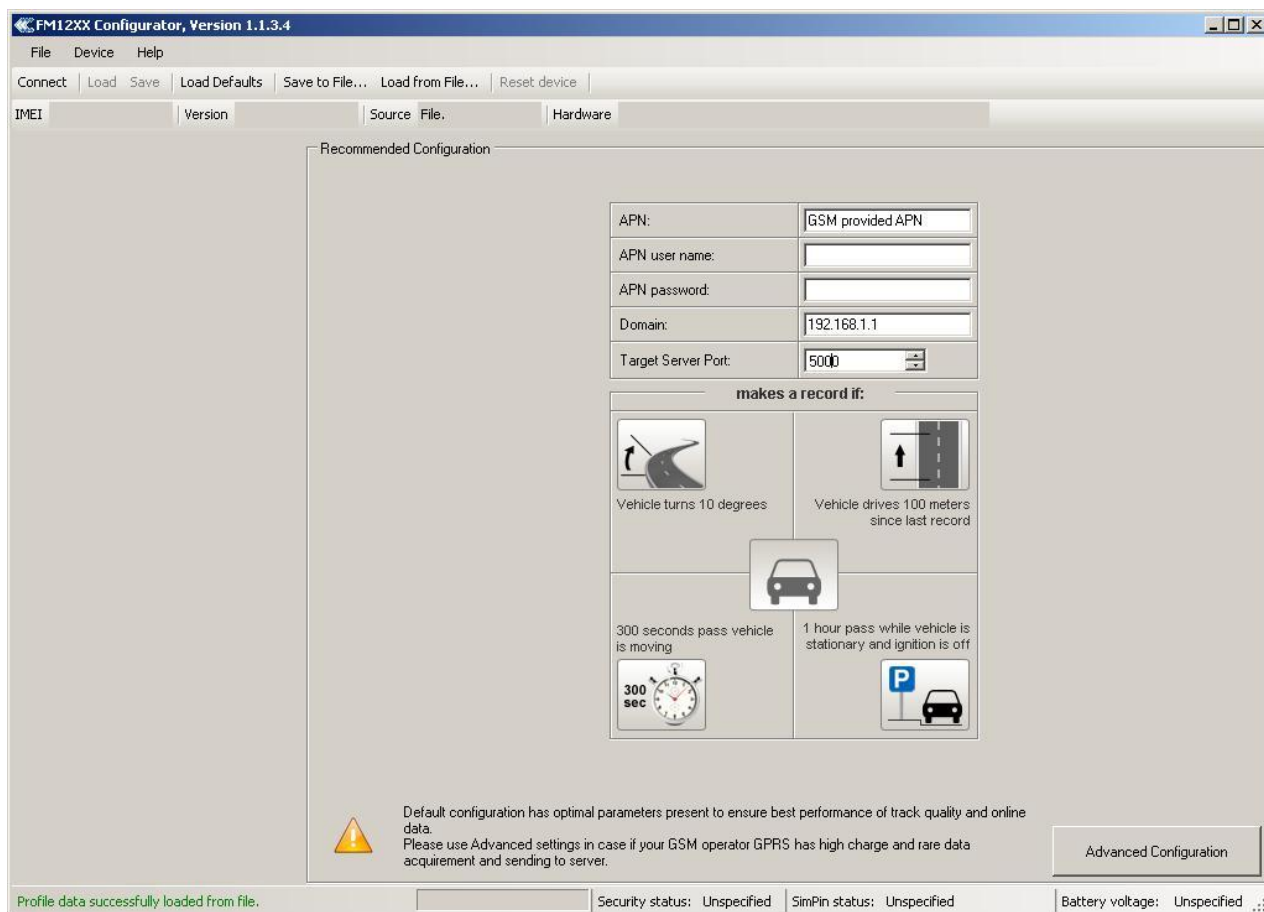 FM12XX Configurator, Version 1.1.3.4
File Device Help
Connect Load Save Load Defaults Save to File... Load from File... Reset device
IMEI Version Source File. Hardware
Recommended Configuration
APN: GSM provided APN
APN user name:
APN password:
Domain: 192.168.1.1
Target Server Port: 5000
makes a record if:
Vehicle turns 10 degrees
Vehicle drives 100 meters
since last record
300 seconds pass vehicle
is moving
1 hour pass while vehicle is
stationary and ignition is off
300
sec
P
Default configuration has optimal parameters present to ensure best performance of track quality and online
data.
Please use Advanced settings in case if your GSM operator GPRS has high charge and rare data
acquirement and sending to server.
Advanced Configuration
Profile data successfully loaded from file. Security status: Unspecified SimPin status: Unspecified Battery voltage: Unspecified